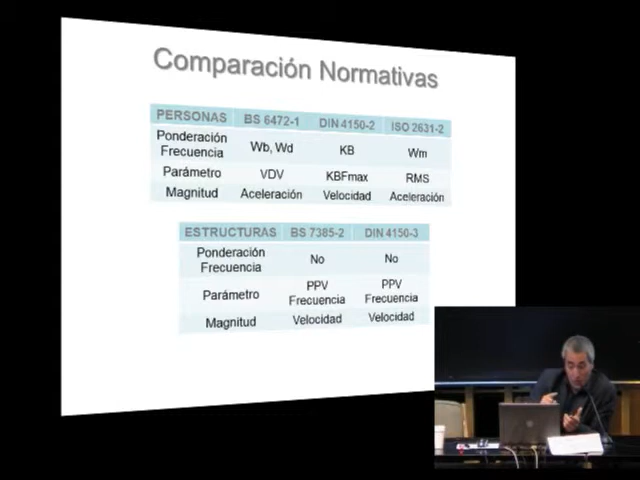 Comparación Normativas
PERSONAS BS 6472-1 DIN 4150-2 ISO 2631-2
Ponderación Frecuencia Wb, Wd KB Wm
Parámetro VDV KBFmax RMS
Magnitud Aceleración Velocidad Aceleración
ESTRUCTURAS BS 7385-2 DIN 4150-3
Ponderación Frecuencia No No
Parámetro PPV Frecuencia PPV Frecuencia
Magnitud Velocidad Velocidad